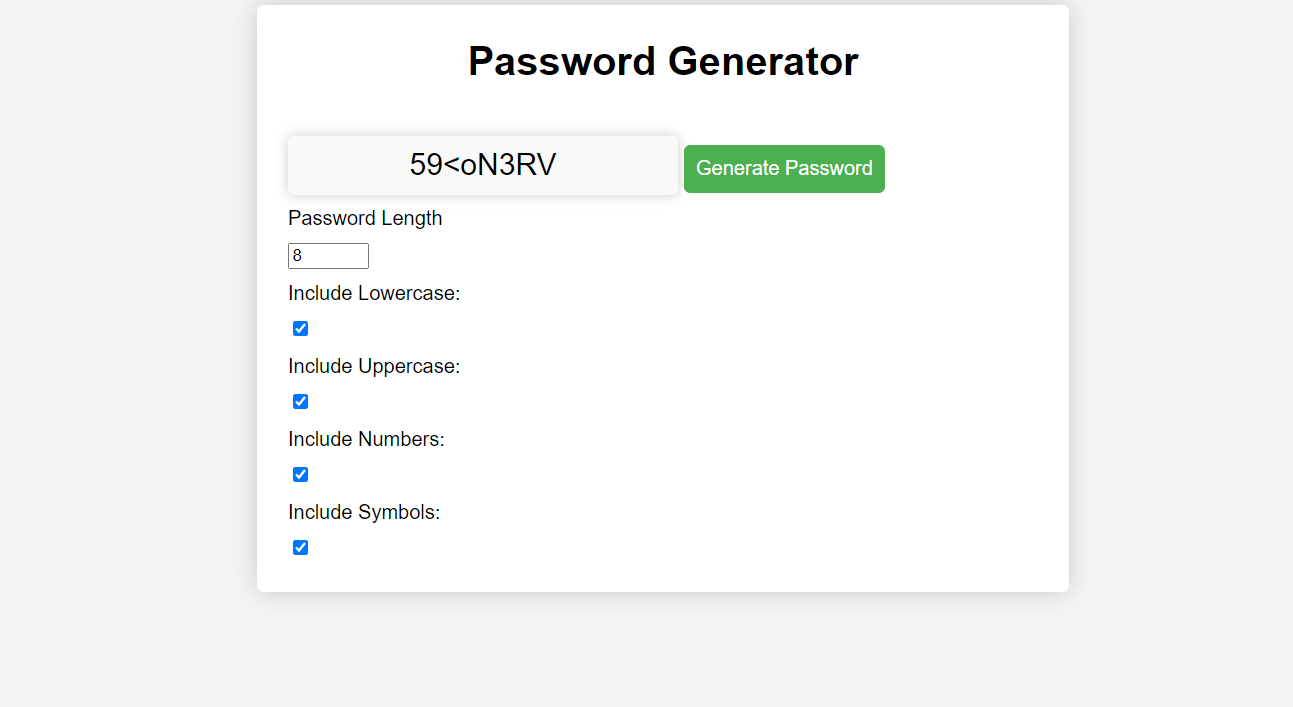 Password Generator
59<oN3RV
Generate Password
Password Length
8
Include Lowercase:
Include Uppercase:
Include Numbers:
Include Symbols: